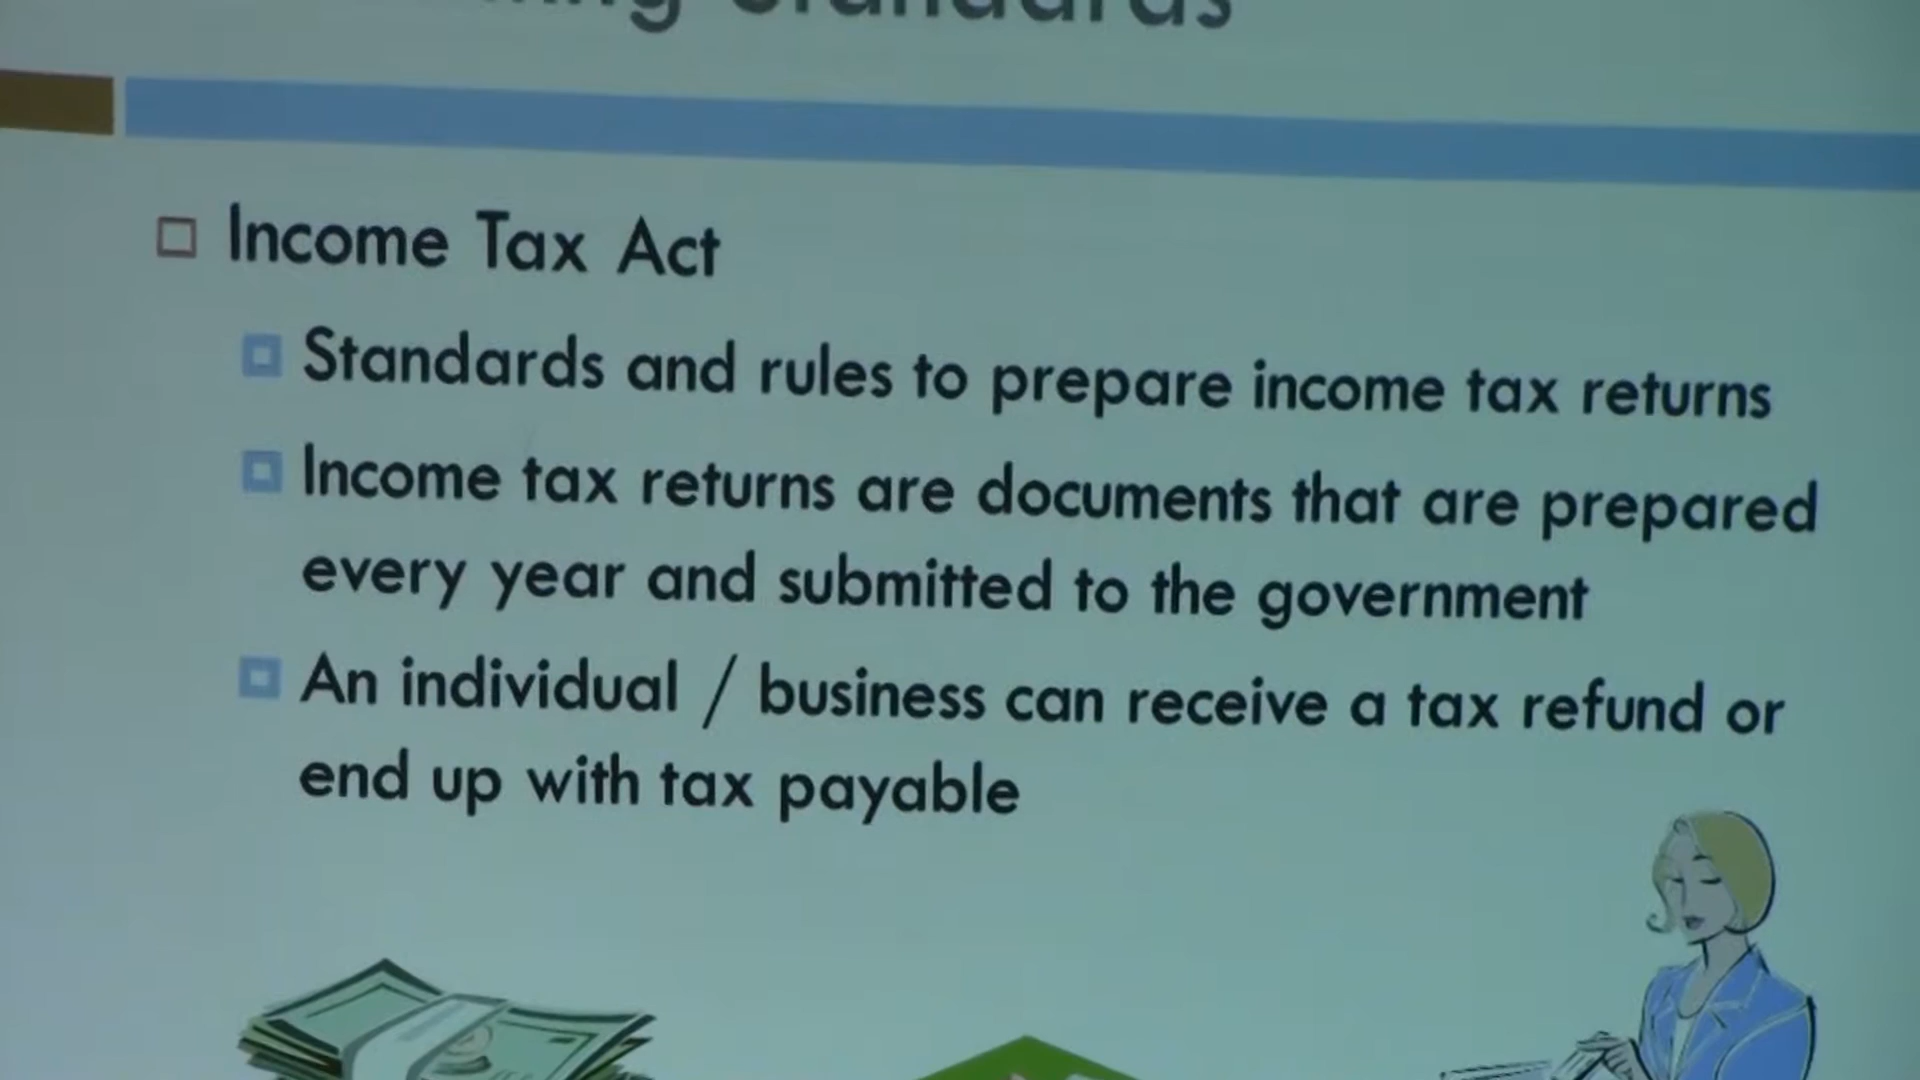 Standards
Income Tax Act
Standards and rules to prepare income tax returns
Income tax returns are documents that are prepared
every year and submitted to the government
An individual / business can receive a tax refund or
end up with tax payable